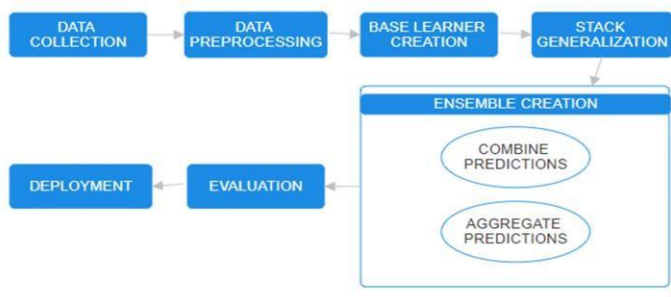 DATA
COLLECTION
DATA
PREPROCESSING
BASE LEARNER
CREATION
STACK
GENERALIZATION
ENSEMBLE CREATION
COMBINE
PREDICTIONS
AGGREGATE
PREDICTIONS
EVALUATION
DEPLOYMENT